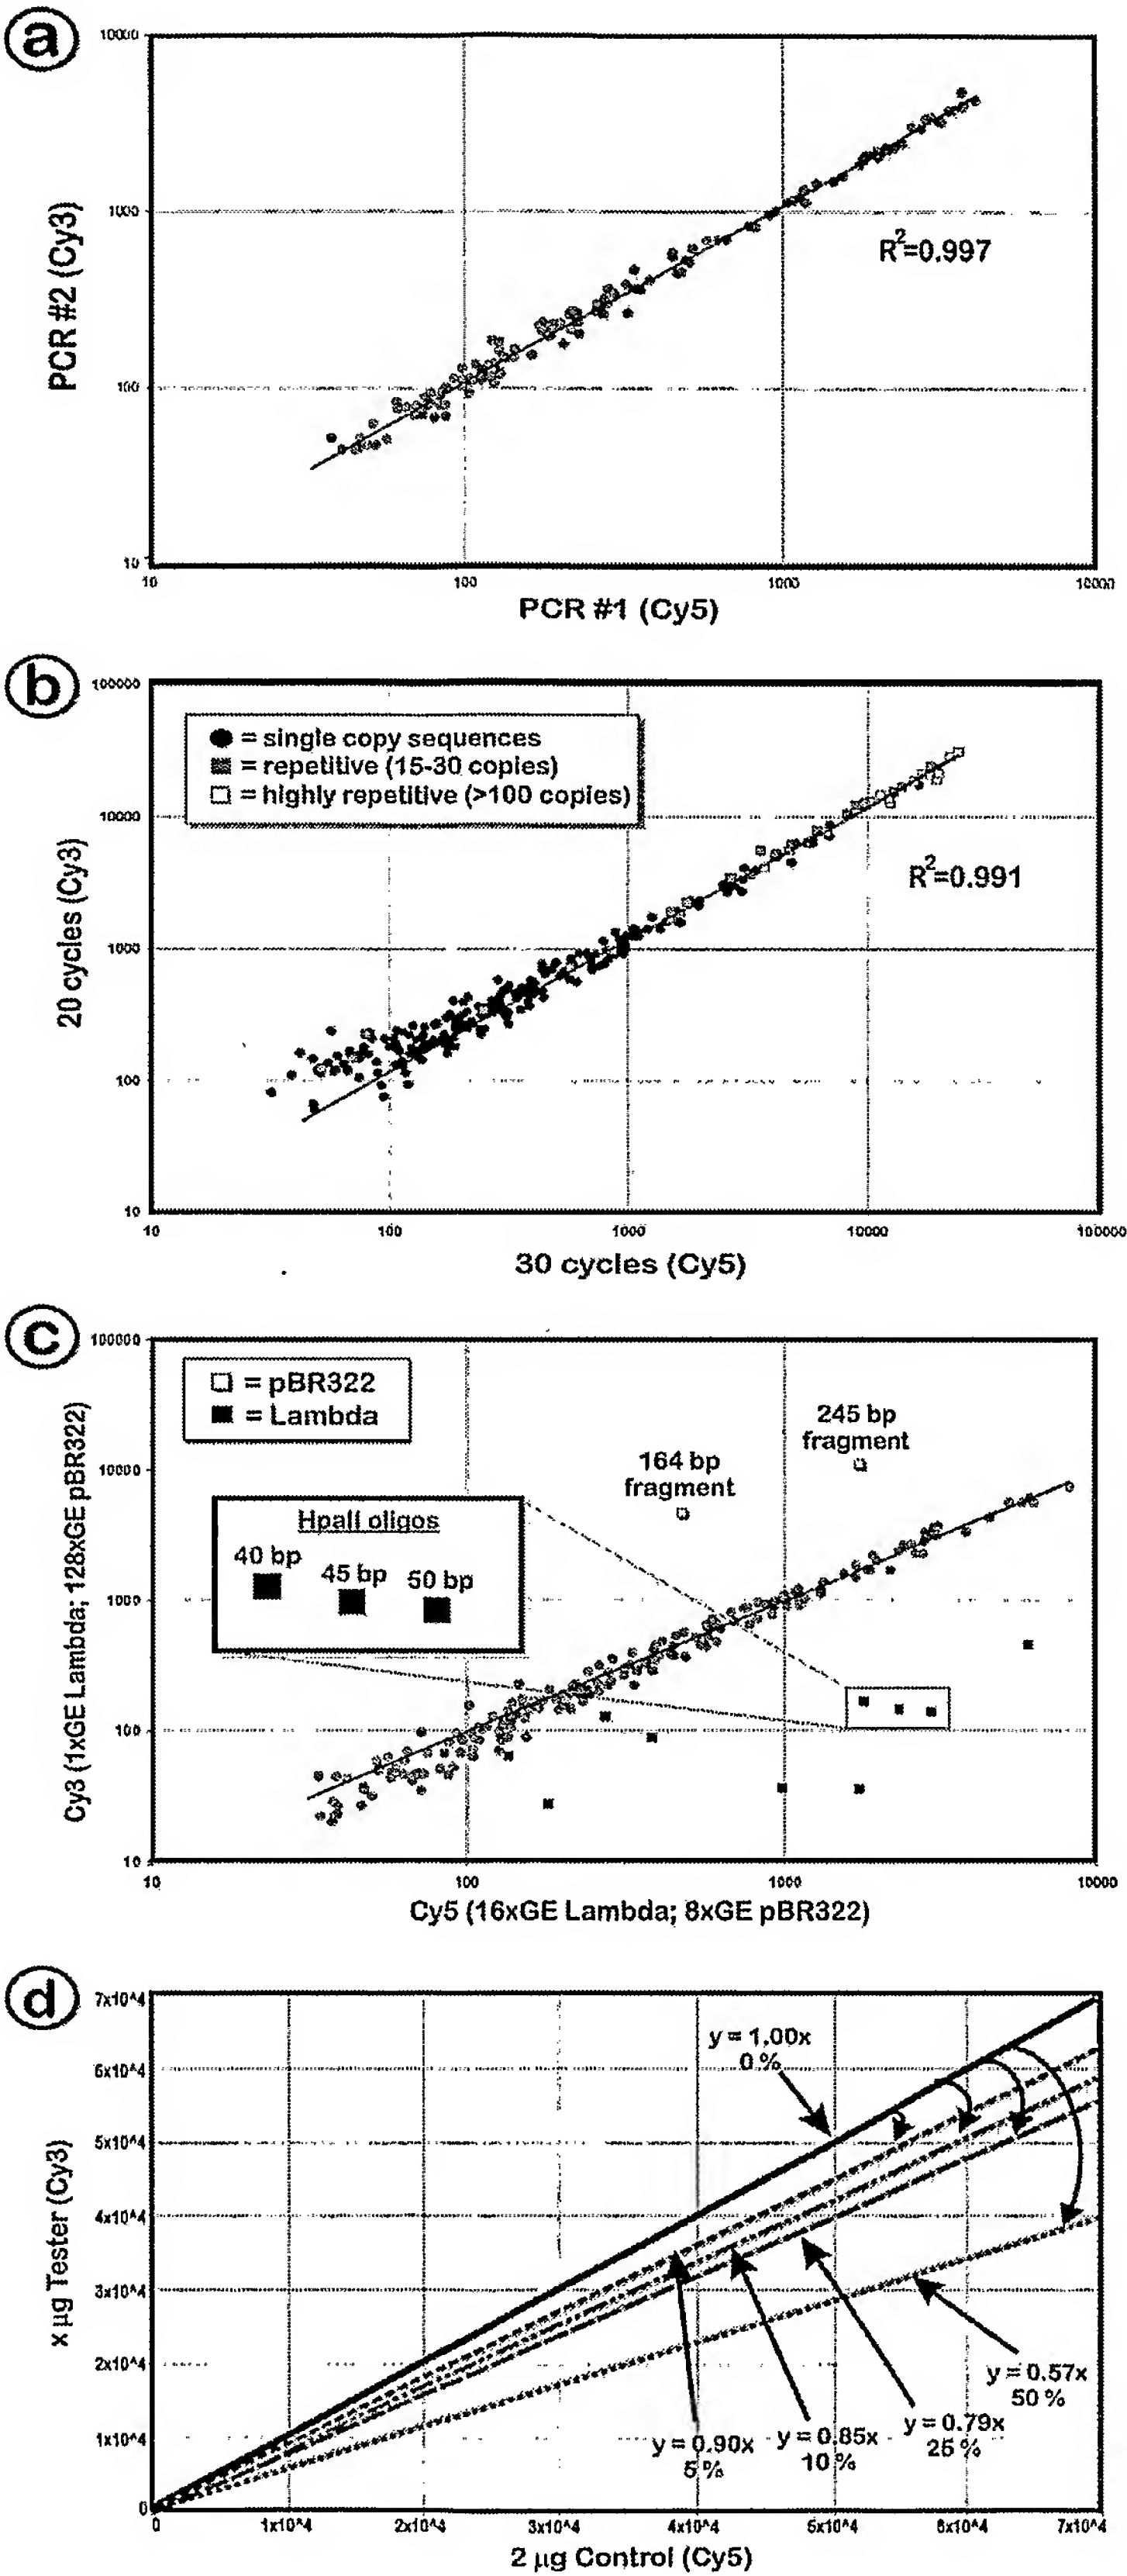 a
10000
1000
100
10
PCR #2 (Cy3)
R²=0.997
10
100
1000
10000
PCR #1 (Cy5)
b
100000
10000
1000
100
10
20 cycles (Cy3)
= single copy sequences
= repetitive (15-30 copies)
= highly repetitive (>100 copies)
R²=0.991
10
100
1000
10000
100000
30 cycles (Cy5)
c
100000
10000
1000
100
10
Cy3 (1xGE Lambda; 128xGE pBR322)
= pBR322
= Lambda
245 bp
fragment
164 bp
fragment
HpaII oligos
40 bp
45 bp
50 bp
10
100
1000
10000
Cy5 (16xGE Lambda; 8xGE pBR322)
d
7x10^4
6x10^4
5x10^4
4x10^4
3x10^4
2x10^4
1x10^4
0
x µg Tester (Cy3)
y = 1.00x
0 %
y = 0.57x
50 %
y = 0.79x
25 %
y = 0.85x
10 %
y = 0.90x
5 %
0
1x10^4
2x10^4
3x10^4
4x10^4
5x10^4
6x10^4
7x10^4
2 µg Control (Cy5)